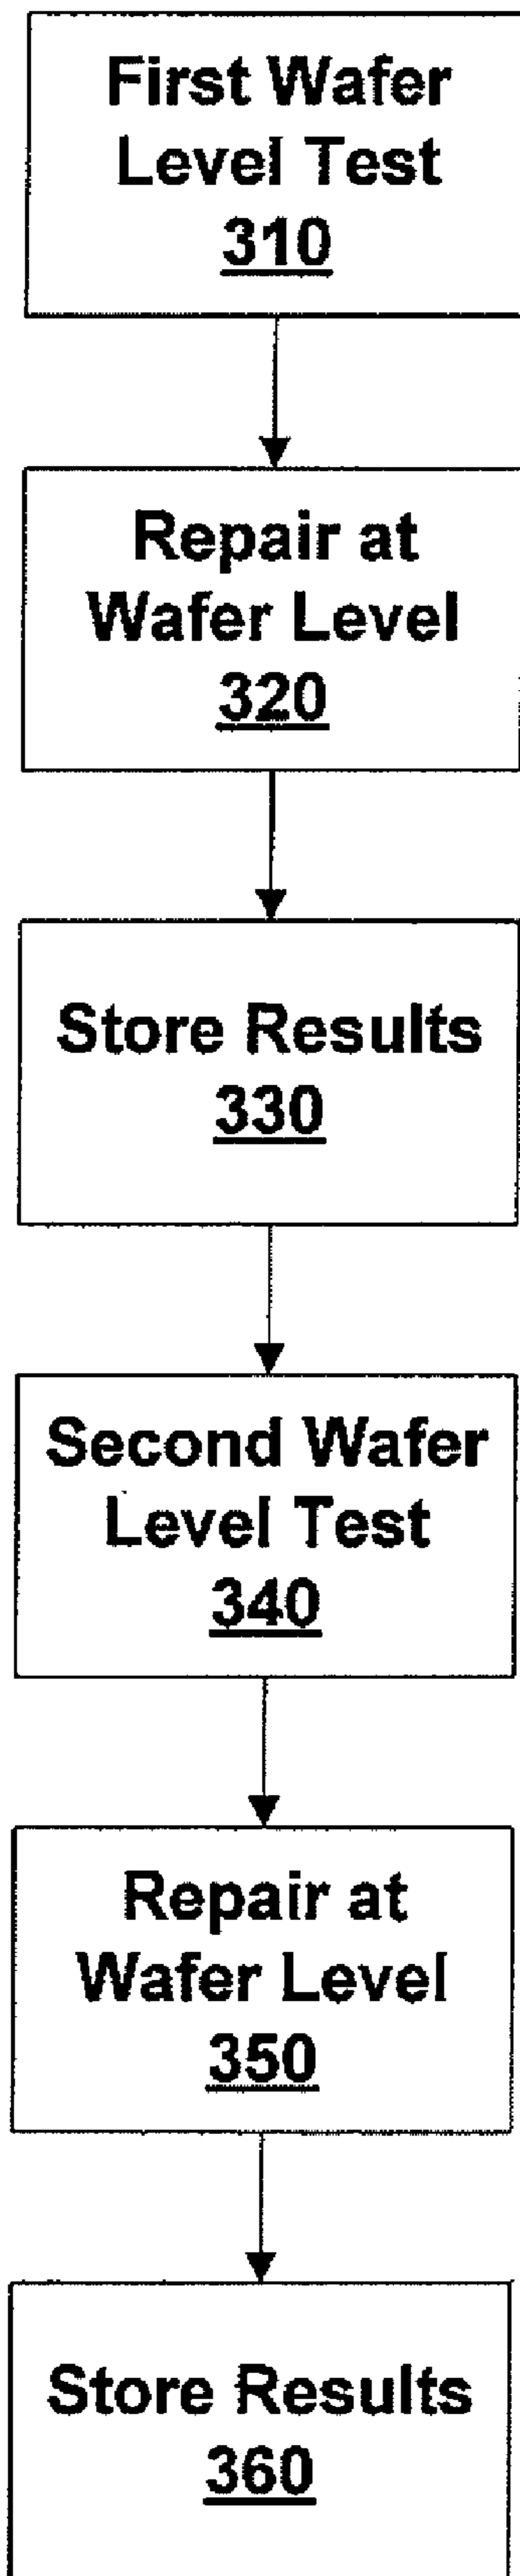 First Wafer
Level Test
310
Repair at
Wafer Level
320
Store Results
330
Second Wafer
Level Test
340
Repair at
Wafer Level
350
Store Results
360